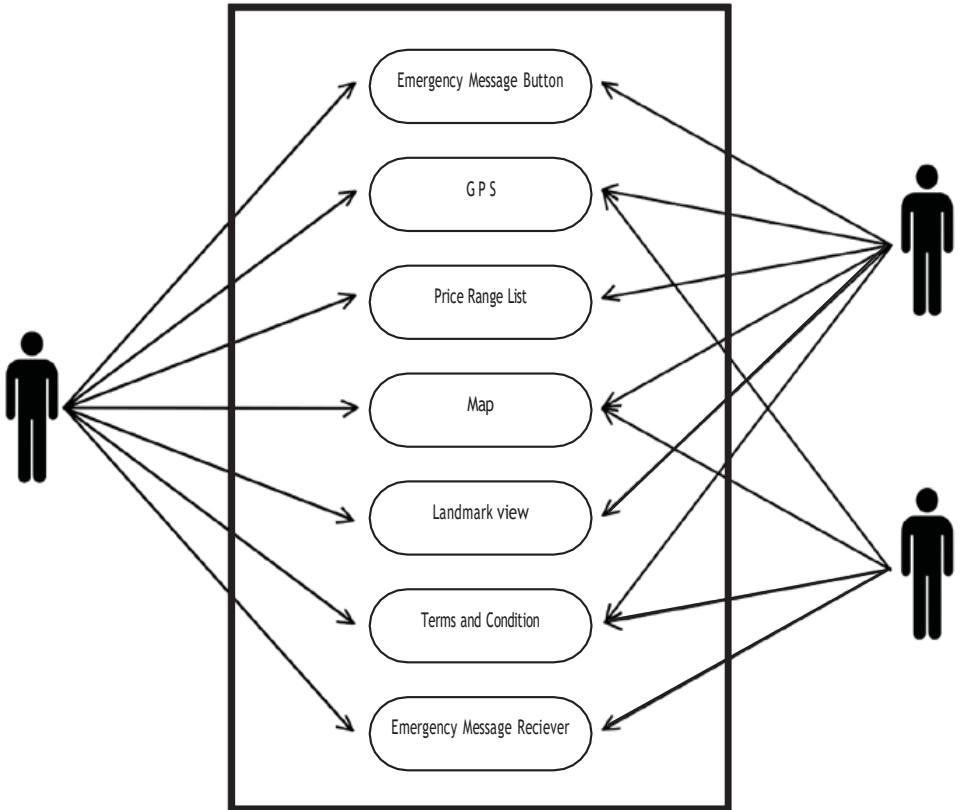 Emergency Message Button
G P S
Price Range List
Map
Landmark view
Terms and Condition
Emergency Message Reciever